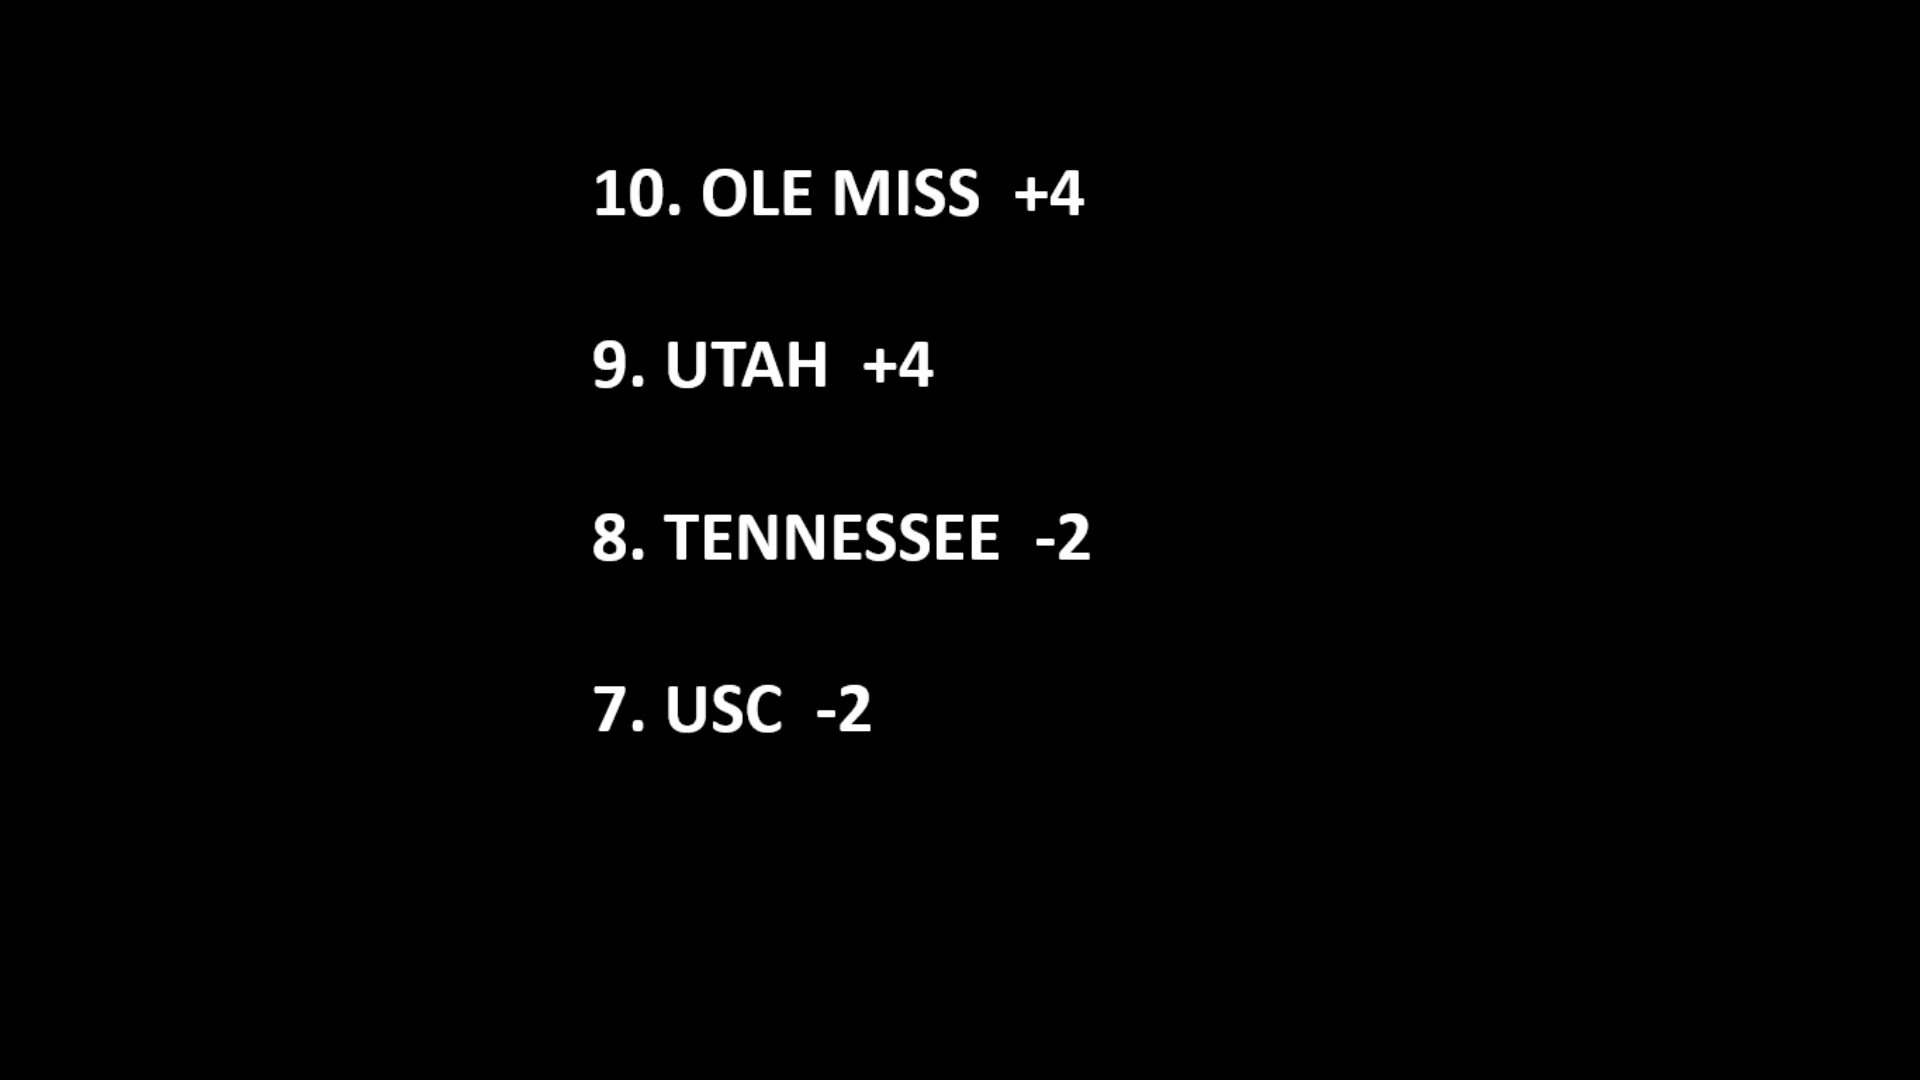 10. OLE MISS +4
9. UTAH +4
8. TENNESSEE -2
7. USC -2